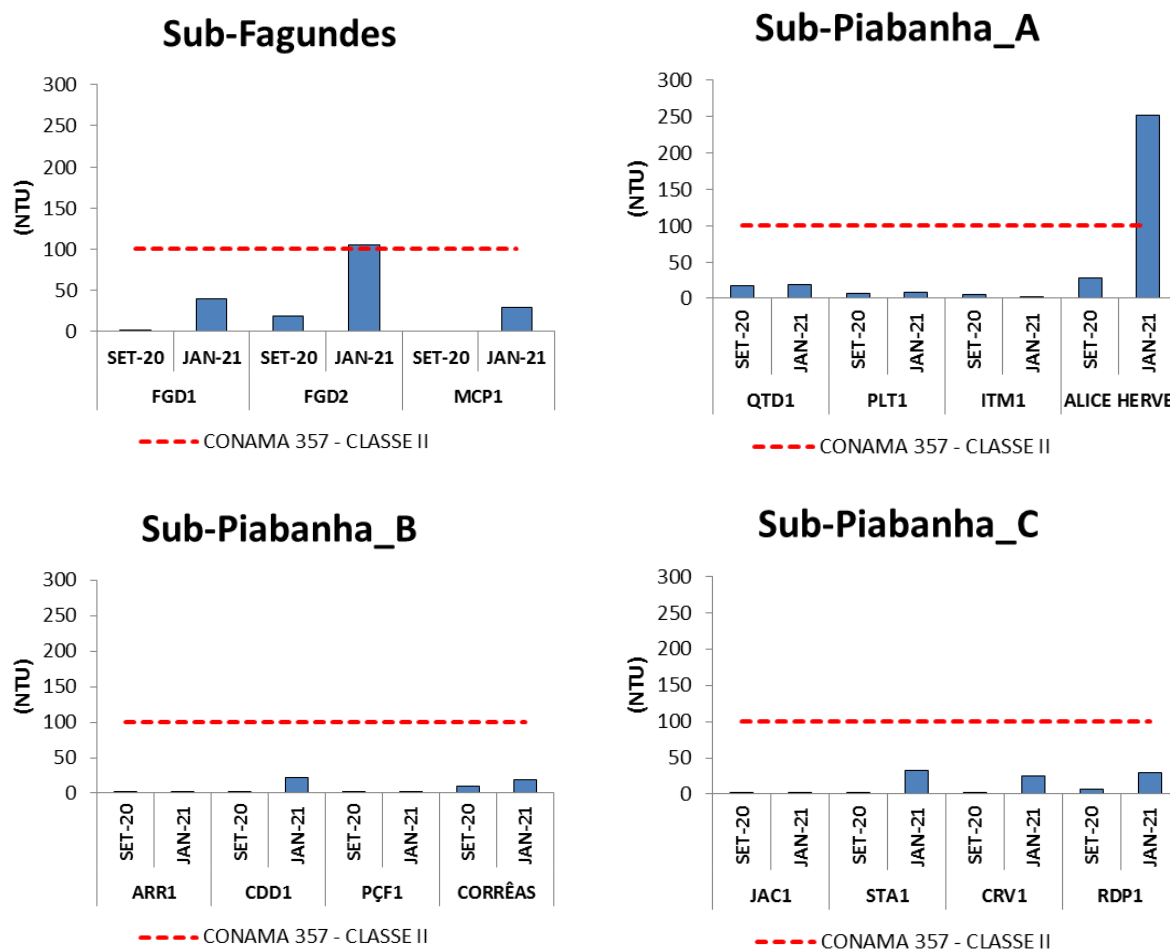 Sub-Fagundes
300
250
200
150
100
50
0
(NTU)
SET-20 JAN-21 SET-20 JAN-21 SET-20 JAN-21
FGD1 FGD2 MCP1
CONAMA 357 - CLASSE II
Sub-Piabanha_A
300
250
200
150
100
50
0
(NTU)
SET-20 JAN-21 SET-20 JAN-21 SET-20 JAN-21 SET-20 JAN-21
QTD1 PLT1 ITM1 ALICE HERVE
CONAMA 357 - CLASSE II
Sub-Piabanha_B
300
250
200
150
100
50
0
(NTU)
SET-20 JAN-21 SET-20 JAN-21 SET-20 JAN-21 SET-20 JAN-21
ARR1 CDD1 PÇF1 CORRÊAS
CONAMA 357 - CLASSE II
Sub-Piabanha_C
300
250
200
150
100
50
0
(NTU)
SET-20 JAN-21 SET-20 JAN-21 SET-20 JAN-21 SET-20 JAN-21
JAC1 STA1 CRV1 RDP1
CONAMA 357 - CLASSE II